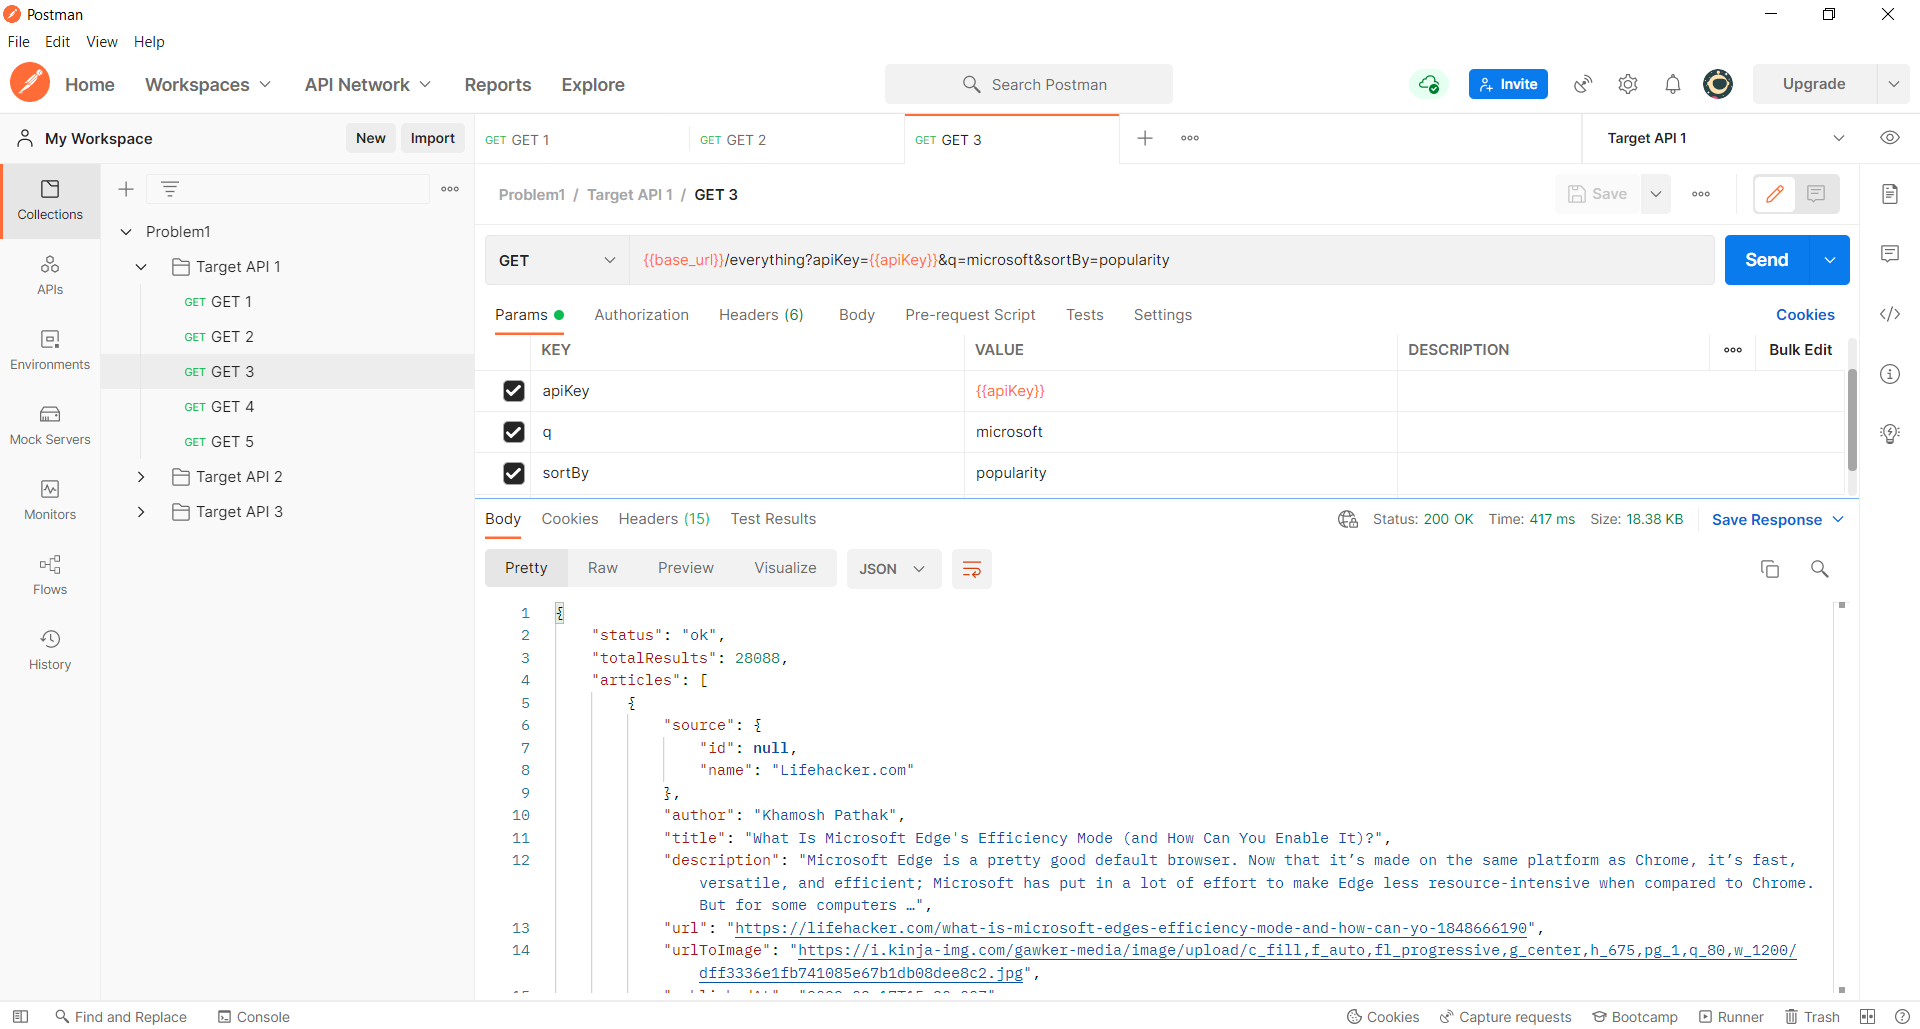 Postman
File Edit View Help
Home Workspaces API Network Reports Explore Search Postman Invite Upgrade
My Workspace New Import GET GET 1 GET GET 2 GET GET 3 Target API 1
Collections
APIs
Environments
Mock Servers
Monitors
Flows
History
Problem1
Target API 1
GET GET 1
GET GET 2
GET GET 3
GET GET 4
GET GET 5
Target API 2
Target API 3
Problem1 / Target API 1 / GET 3 Save
GET {{base_url}}/everything?apiKey={{apiKey}}&q=microsoft&sortBy=popularity Send
Params Authorization Headers (6) Body Pre-request Script Tests Settings Cookies
KEY VALUE DESCRIPTION Bulk Edit
apiKey {{apiKey}}
q microsoft
sortBy popularity
Body Cookies Headers (15) Test Results Status: 200 OK Time: 417 ms Size: 18.38 KB Save Response
Pretty Raw Preview Visualize JSON
1 {
2 "status": "ok",
3 "totalResults": 28088,
4 "articles": [
5 {
6 "source": {
7 "id": null,
8 "name": "Lifehacker.com"
9 },
10 "author": "Khamosh Pathak",
11 "title": "What Is Microsoft Edge's Efficiency Mode (and How Can You Enable It)?",
12 "description": "Microsoft Edge is a pretty good default browser. Now that it’s made on the same platform as Chrome, it’s fast,
versatile, and efficient; Microsoft has put in a lot of effort to make Edge less resource-intensive when compared to Chrome.
But for some computers …",
13 "url": "https://lifehacker.com/what-is-microsoft-edges-efficiency-mode-and-how-can-yo-1848666190",
14 "urlToImage": "https://i.kinja-img.com/gawker-media/image/upload/c_fill,f_auto,fl_progressive,g_center,h_675,pg_1,q_80,w_1200/
dff3336e1fb741085e67b1db08dee8c2.jpg",
Find and Replace Console Cookies Capture requests Bootcamp Runner Trash